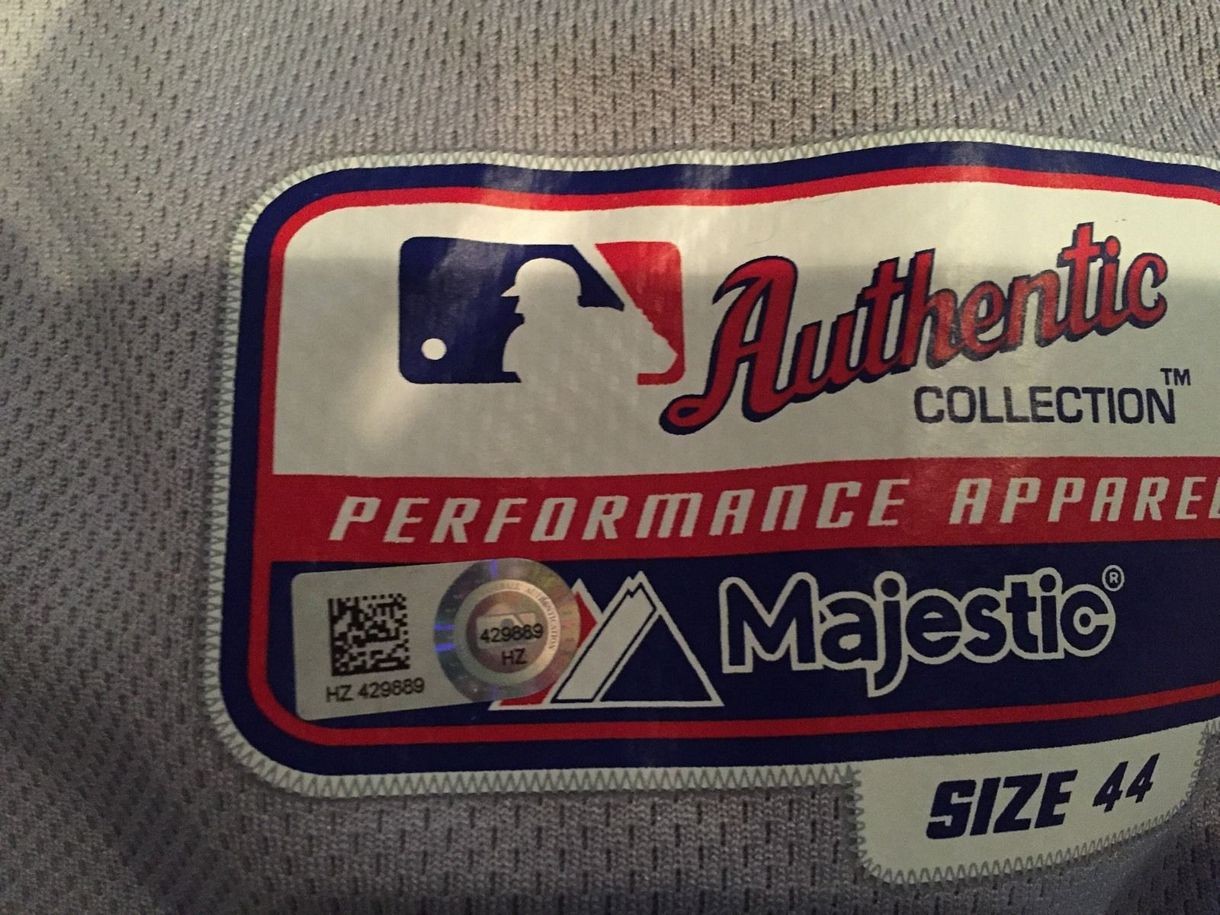 Authentic
COLLECTION™
PERFORMANCE APPAREL
Majestic®
429889
HZ
HZ 429889
SIZE 44